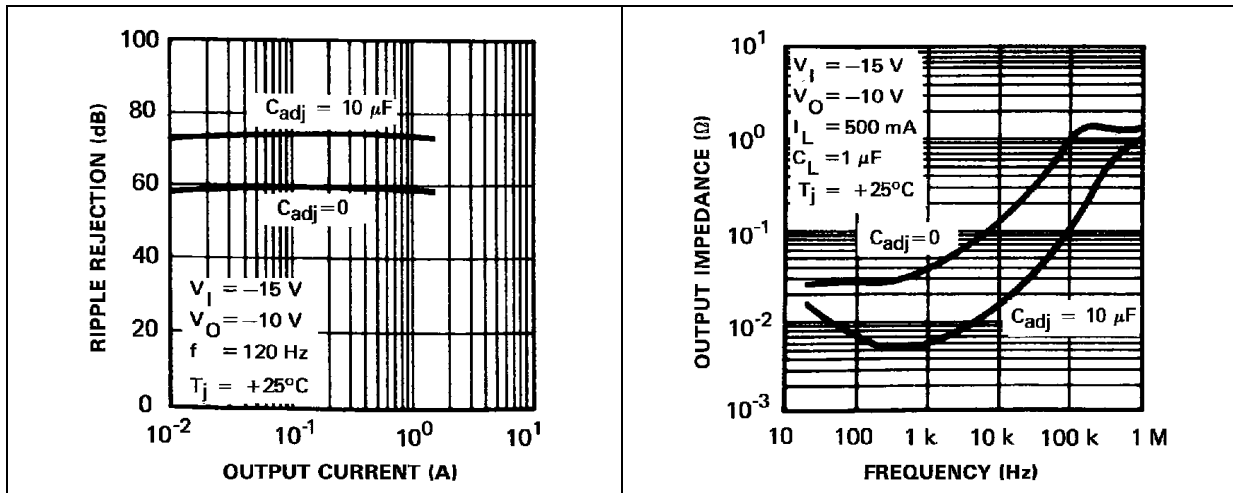 RIPPLE REJECTION (dB)
100
80
60
40
20
0
C_adj = 10 μF
C_adj=0
V_I = −15 V
V_O = −10 V
f = 120 Hz
T_j = +25°C
10^-2
10^-1
10^0
10^1
OUTPUT CURRENT (A)
OUTPUT IMPEDANCE (Ω)
10^1
10^0
10^-1
10^-2
10^-3
V_I = −15 V
V_O = −10 V
I_L = 500 mA
C_L = 1 μF
T_j = +25°C
C_adj=0
C_adj = 10 μF
10
100
1 k
10 k
100 k
1 M
FREQUENCY (Hz)